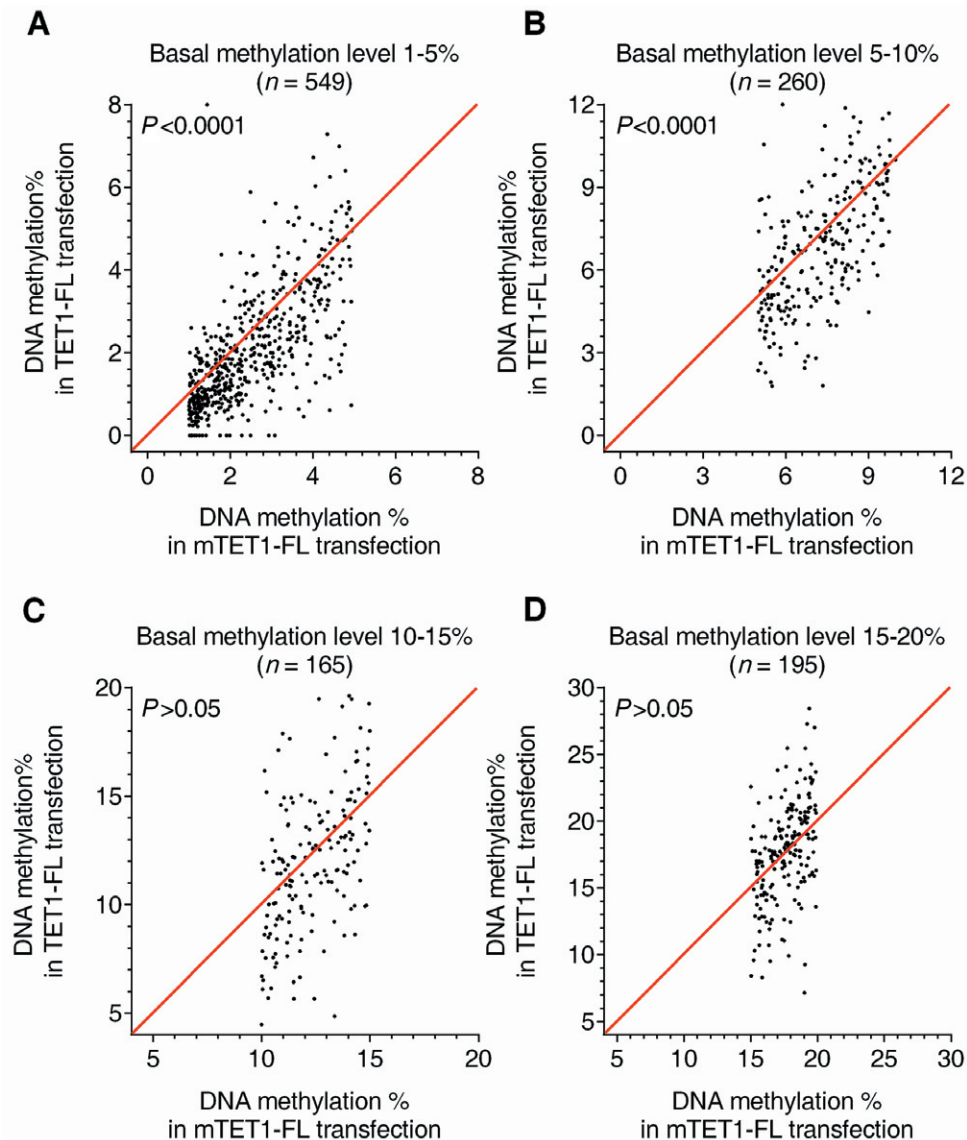 A
Basal methylation level 1-5%
(n = 549)
P<0.0001
8
6
4
2
0
0 2 4 6 8
DNA methylation%
in TET1-FL transfection
DNA methylation %
in mTET1-FL transfection
B
Basal methylation level 5-10%
(n = 260)
P<0.0001
12
9
6
3
0
0 3 6 9 12
DNA methylation%
in TET1-FL transfection
DNA methylation %
in mTET1-FL transfection
C
Basal methylation level 10-15%
(n = 165)
P>0.05
20
15
10
5
5 10 15 20
DNA methylation%
in TET1-FL transfection
DNA methylation %
in mTET1-FL transfection
D
Basal methylation level 15-20%
(n = 195)
P>0.05
30
25
20
15
10
5
5 10 15 20 25 30
DNA methylation%
in TET1-FL transfection
DNA methylation %
in mTET1-FL transfection